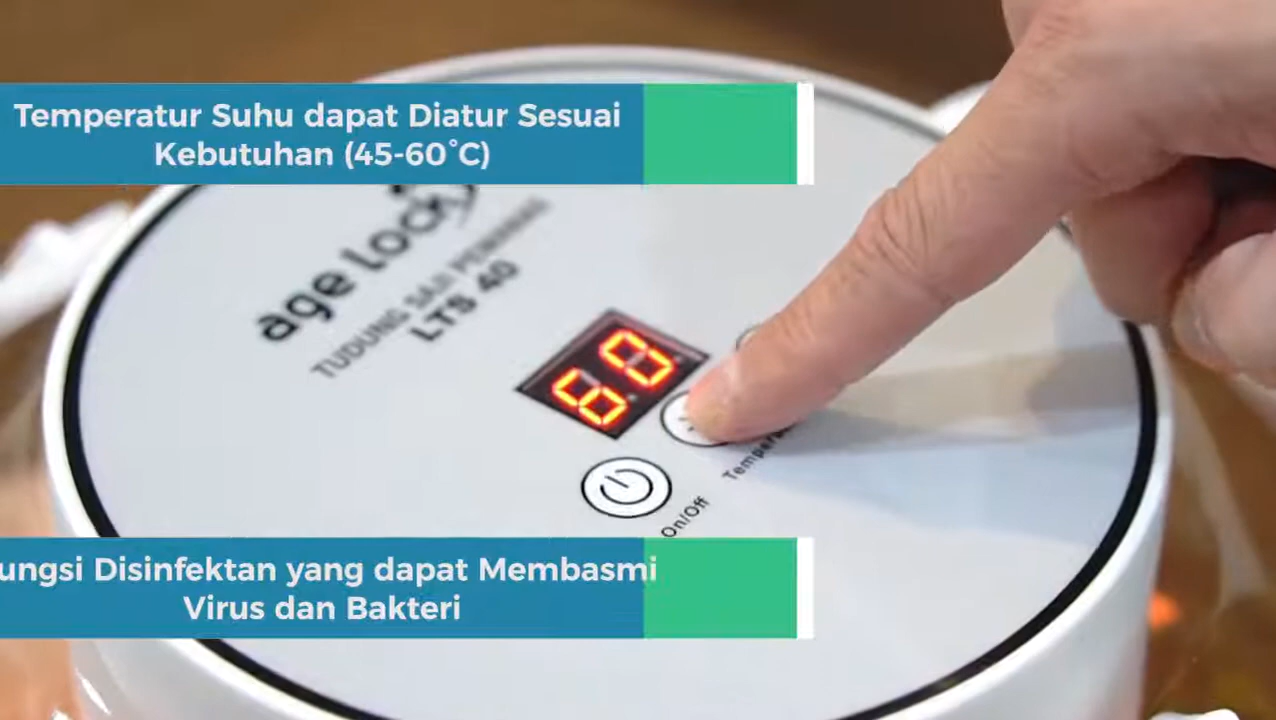 Temperatur Suhu dapat Diatur Sesuai
Kebutuhan (45-60°C)
age lock
TUDUNG SAJI PEMANAS
LTS 40
60
On/Off
ungsi Disinfektan yang dapat Membasmi
Virus dan Bakteri